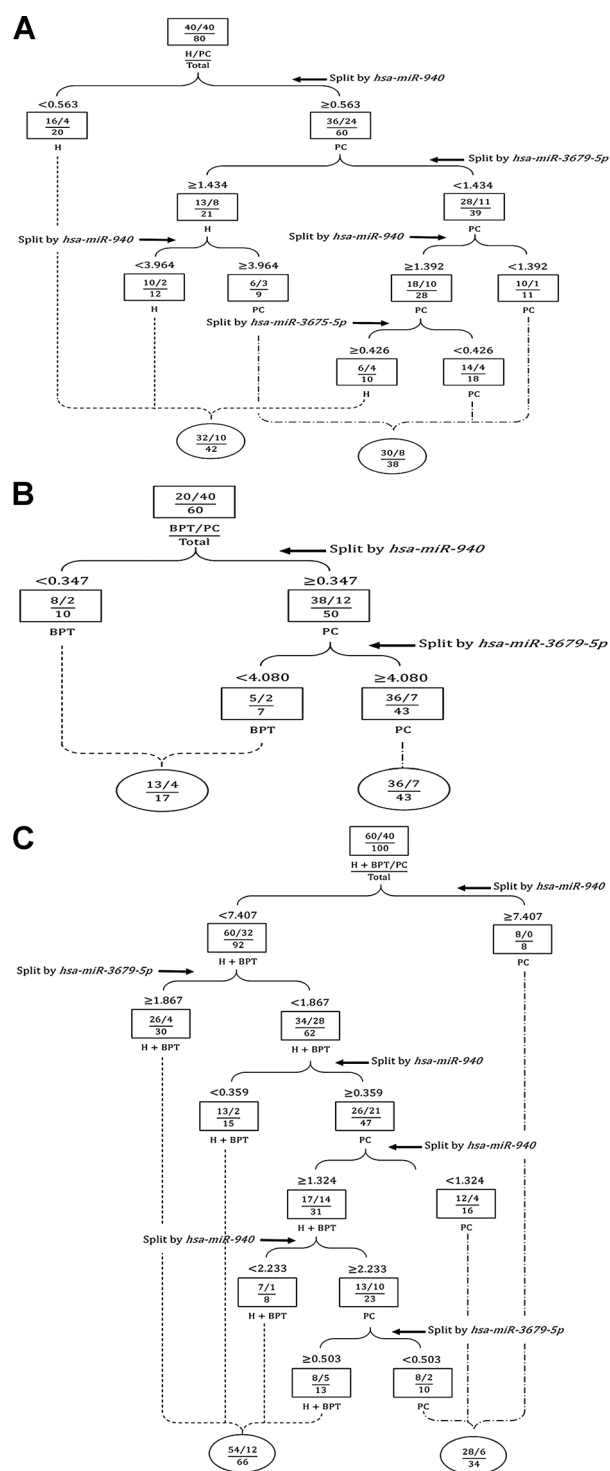 A
40/40
80
H/PC
Total
Split by hsa-miR-940
<0.563
≥0.563
16/4
20
36/24
60
H
PC
Split by hsa-miR-3679-5p
≥1.434
<1.434
13/8
21
28/11
39
H
PC
Split by hsa-miR-940
Split by hsa-miR-940
<3.964
≥3.964
≥1.392
<1.392
10/2
12
6/3
9
18/10
28
10/1
11
H
PC
PC
PC
Split by hsa-miR-3675-5p
≥0.426
<0.426
6/4
10
14/4
18
H
PC
32/10
42
30/8
38
B
20/40
60
BPT/PC
Total
Split by hsa-miR-940
<0.347
≥0.347
8/2
10
38/12
50
BPT
PC
Split by hsa-miR-3679-5p
<4.080
≥4.080
5/2
7
36/7
43
BPT
PC
13/4
17
36/7
43
C
60/40
100
H + BPT/PC
Total
Split by hsa-miR-940
<7.407
≥7.407
60/32
92
8/0
8
H + BPT
PC
Split by hsa-miR-3679-5p
≥1.867
<1.867
26/4
30
34/28
62
H + BPT
H + BPT
Split by hsa-miR-940
<0.359
≥0.359
13/2
15
26/21
47
H + BPT
PC
Split by hsa-miR-940
≥1.324
<1.324
17/14
31
12/4
16
H + BPT
PC
Split by hsa-miR-940
<2.233
≥2.233
7/1
8
13/10
23
H + BPT
PC
Split by hsa-miR-3679-5p
≥0.503
<0.503
8/5
13
8/2
10
H + BPT
PC
54/12
66
28/6
34